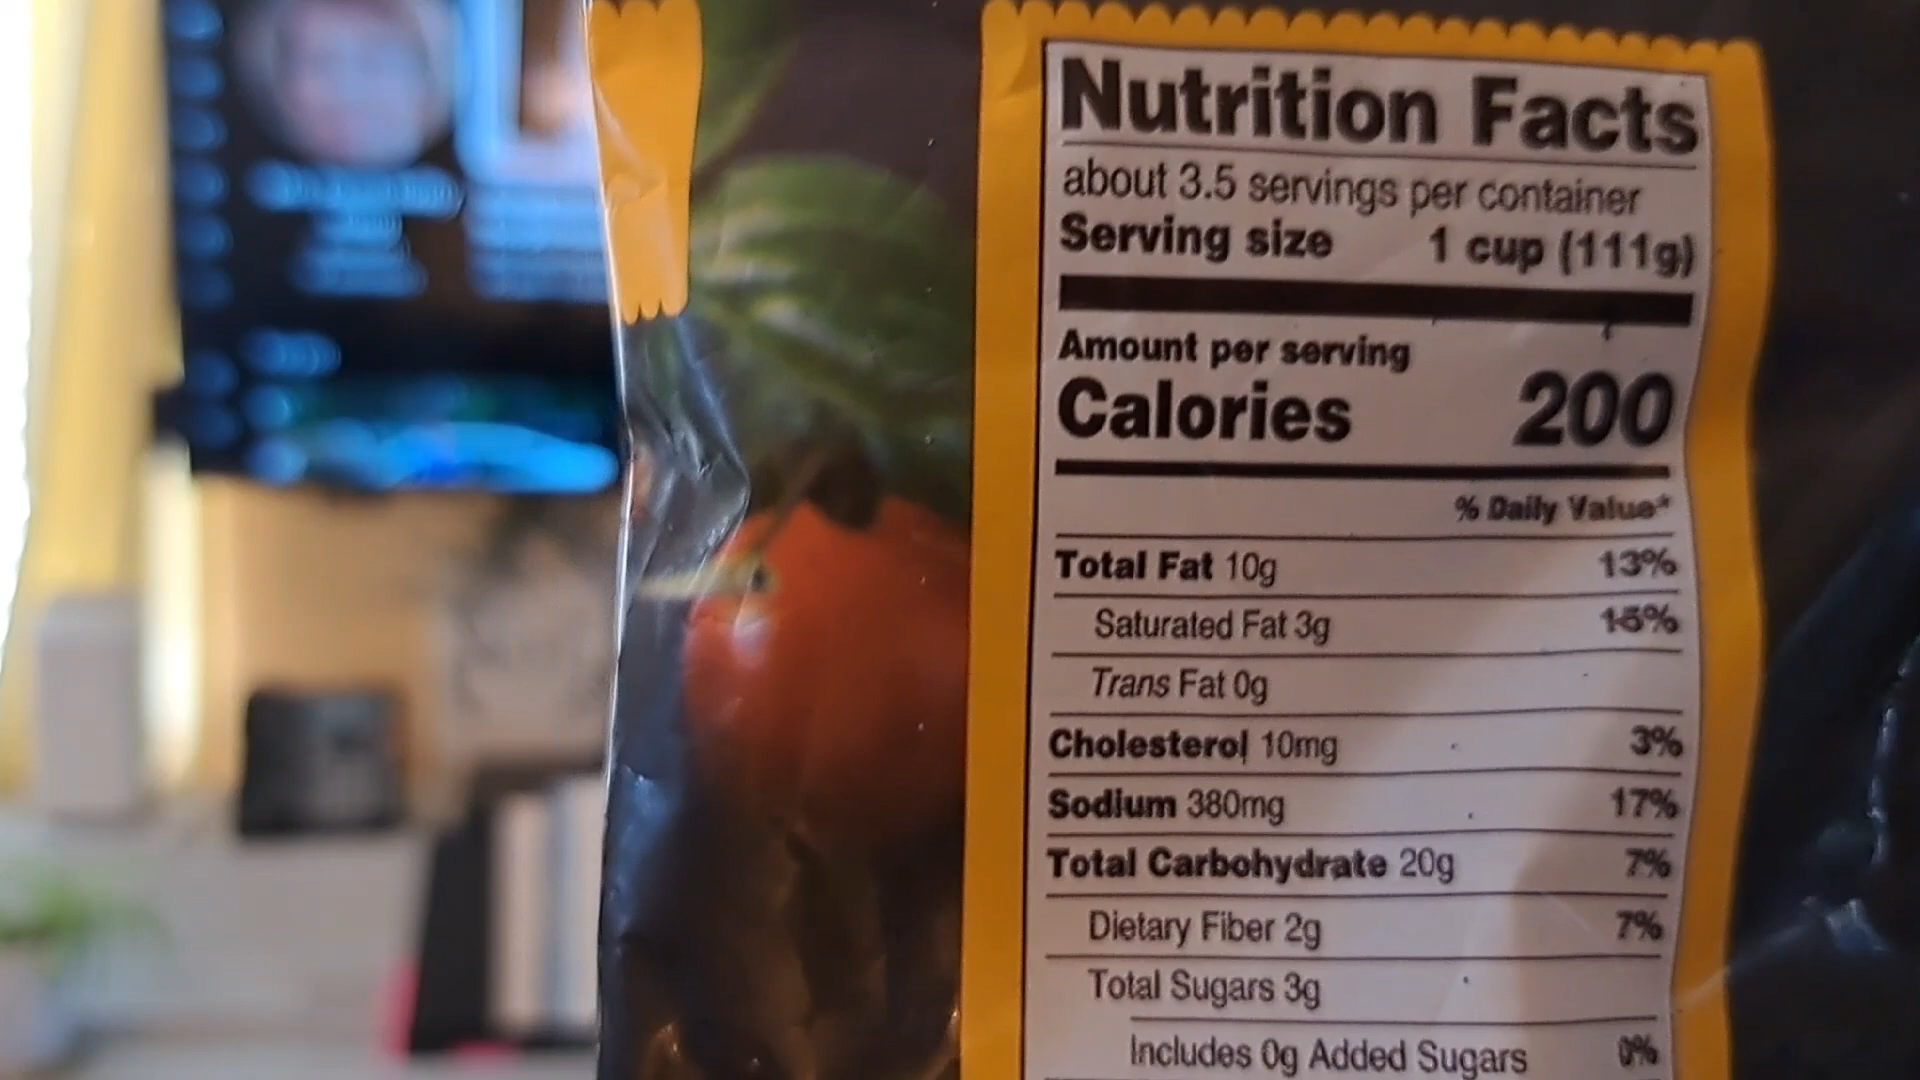 Nutrition Facts
about 3.5 servings per container
Serving size 1 cup (111g)
Amount per serving
Calories 200
% Daily Value*
Total Fat 10g 13%
Saturated Fat 3g 15%
Trans Fat 0g
Cholesterol 10mg 3%
Sodium 380mg 17%
Total Carbohydrate 20g 7%
Dietary Fiber 2g 7%
Total Sugars 3g
Includes 0g Added Sugars 0%